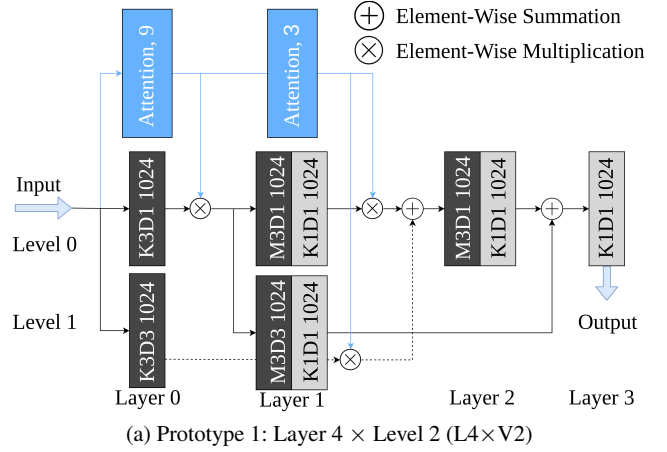 Element-Wise Summation
Element-Wise Multiplication
Attention, 9
Attention, 3
Input
Level 0
K3D1 1024
M3D1 1024
K1D1 1024
M3D1 1024
K1D1 1024
K1D1 1024
Level 1
K3D3 1024
M3D3 1024
K1D1 1024
Output
Layer 0
Layer 1
Layer 2
Layer 3
(a) Prototype 1: Layer 4 × Level 2 (L4×V2)